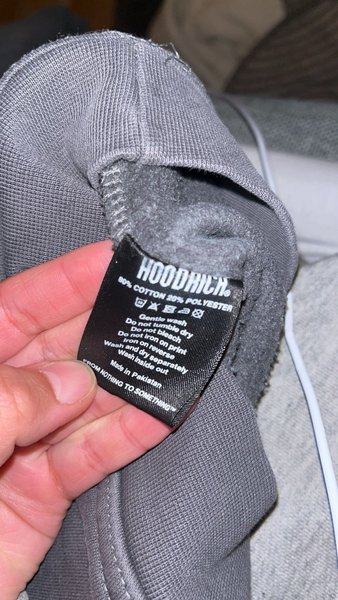 HOODRICH®
80% COTTON 20% POLYESTER
Gentle wash
Do not tumble dry
Do not bleach
Do not iron on print
Iron on reverse
Wash and dry separately
Wash inside out
Made in Pakistan
FROM NOTHING TO SOMETHING™